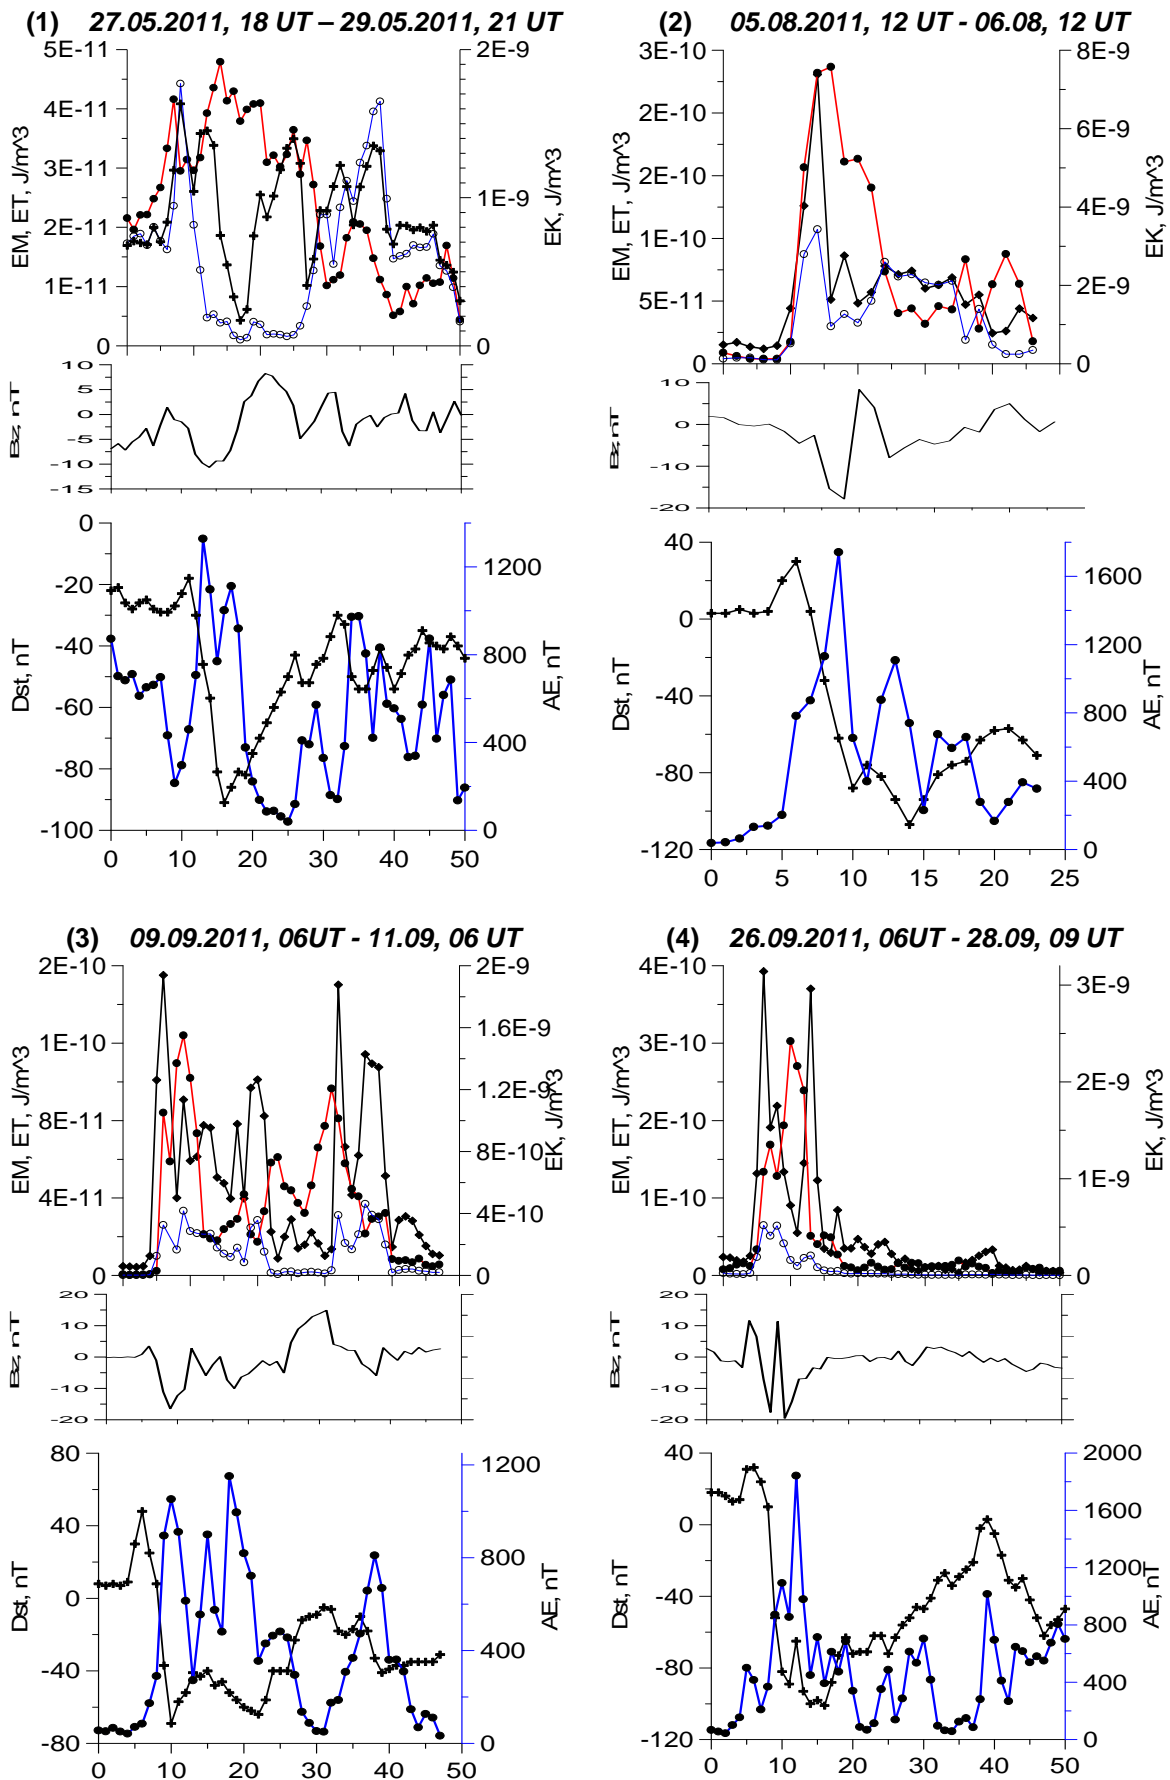 (1) 27.05.2011, 18 UT – 29.05.2011, 21 UT
5E-11
4E-11
3E-11
2E-11
1E-11
0
EM, ET, J/m^3
2E-9
1E-9
0
EK, J/m^3
10
5
0
-5
-10
-15
Bz, nT
0
-20
-40
-60
-80
-100
Dst, nT
1200
800
400
0
AE, nT
0 10 20 30 40 50
(2) 05.08.2011, 12 UT - 06.08, 12 UT
3E-10
2E-10
2E-10
1E-10
5E-11
0
EM, ET, J/m^3
8E-9
6E-9
4E-9
2E-9
0
EK, J/m^3
10
0
-10
-20
Bz, nT
40
0
-40
-80
-120
Dst, nT
1600
1200
800
400
0
AE, nT
0 5 10 15 20 25
(3) 09.09.2011, 06UT - 11.09, 06 UT
2E-10
1E-10
8E-11
4E-11
0
EM, ET, J/m^3
2E-9
1.6E-9
1.2E-9
8E-10
4E-10
0
EK, J/m^3
20
10
0
-10
-20
Bz, nT
80
40
0
-40
-80
Dst, nT
1200
800
400
0
AE, nT
0 10 20 30 40 50
(4) 26.09.2011, 06UT - 28.09, 09 UT
4E-10
3E-10
2E-10
1E-10
0
EM, ET, J/m^3
3E-9
2E-9
1E-9
0
EK, J/m^3
20
10
0
-10
-20
Bz, nT
40
0
-40
-80
-120
Dst, nT
2000
1600
1200
800
400
0
AE, nT
0 10 20 30 40 50